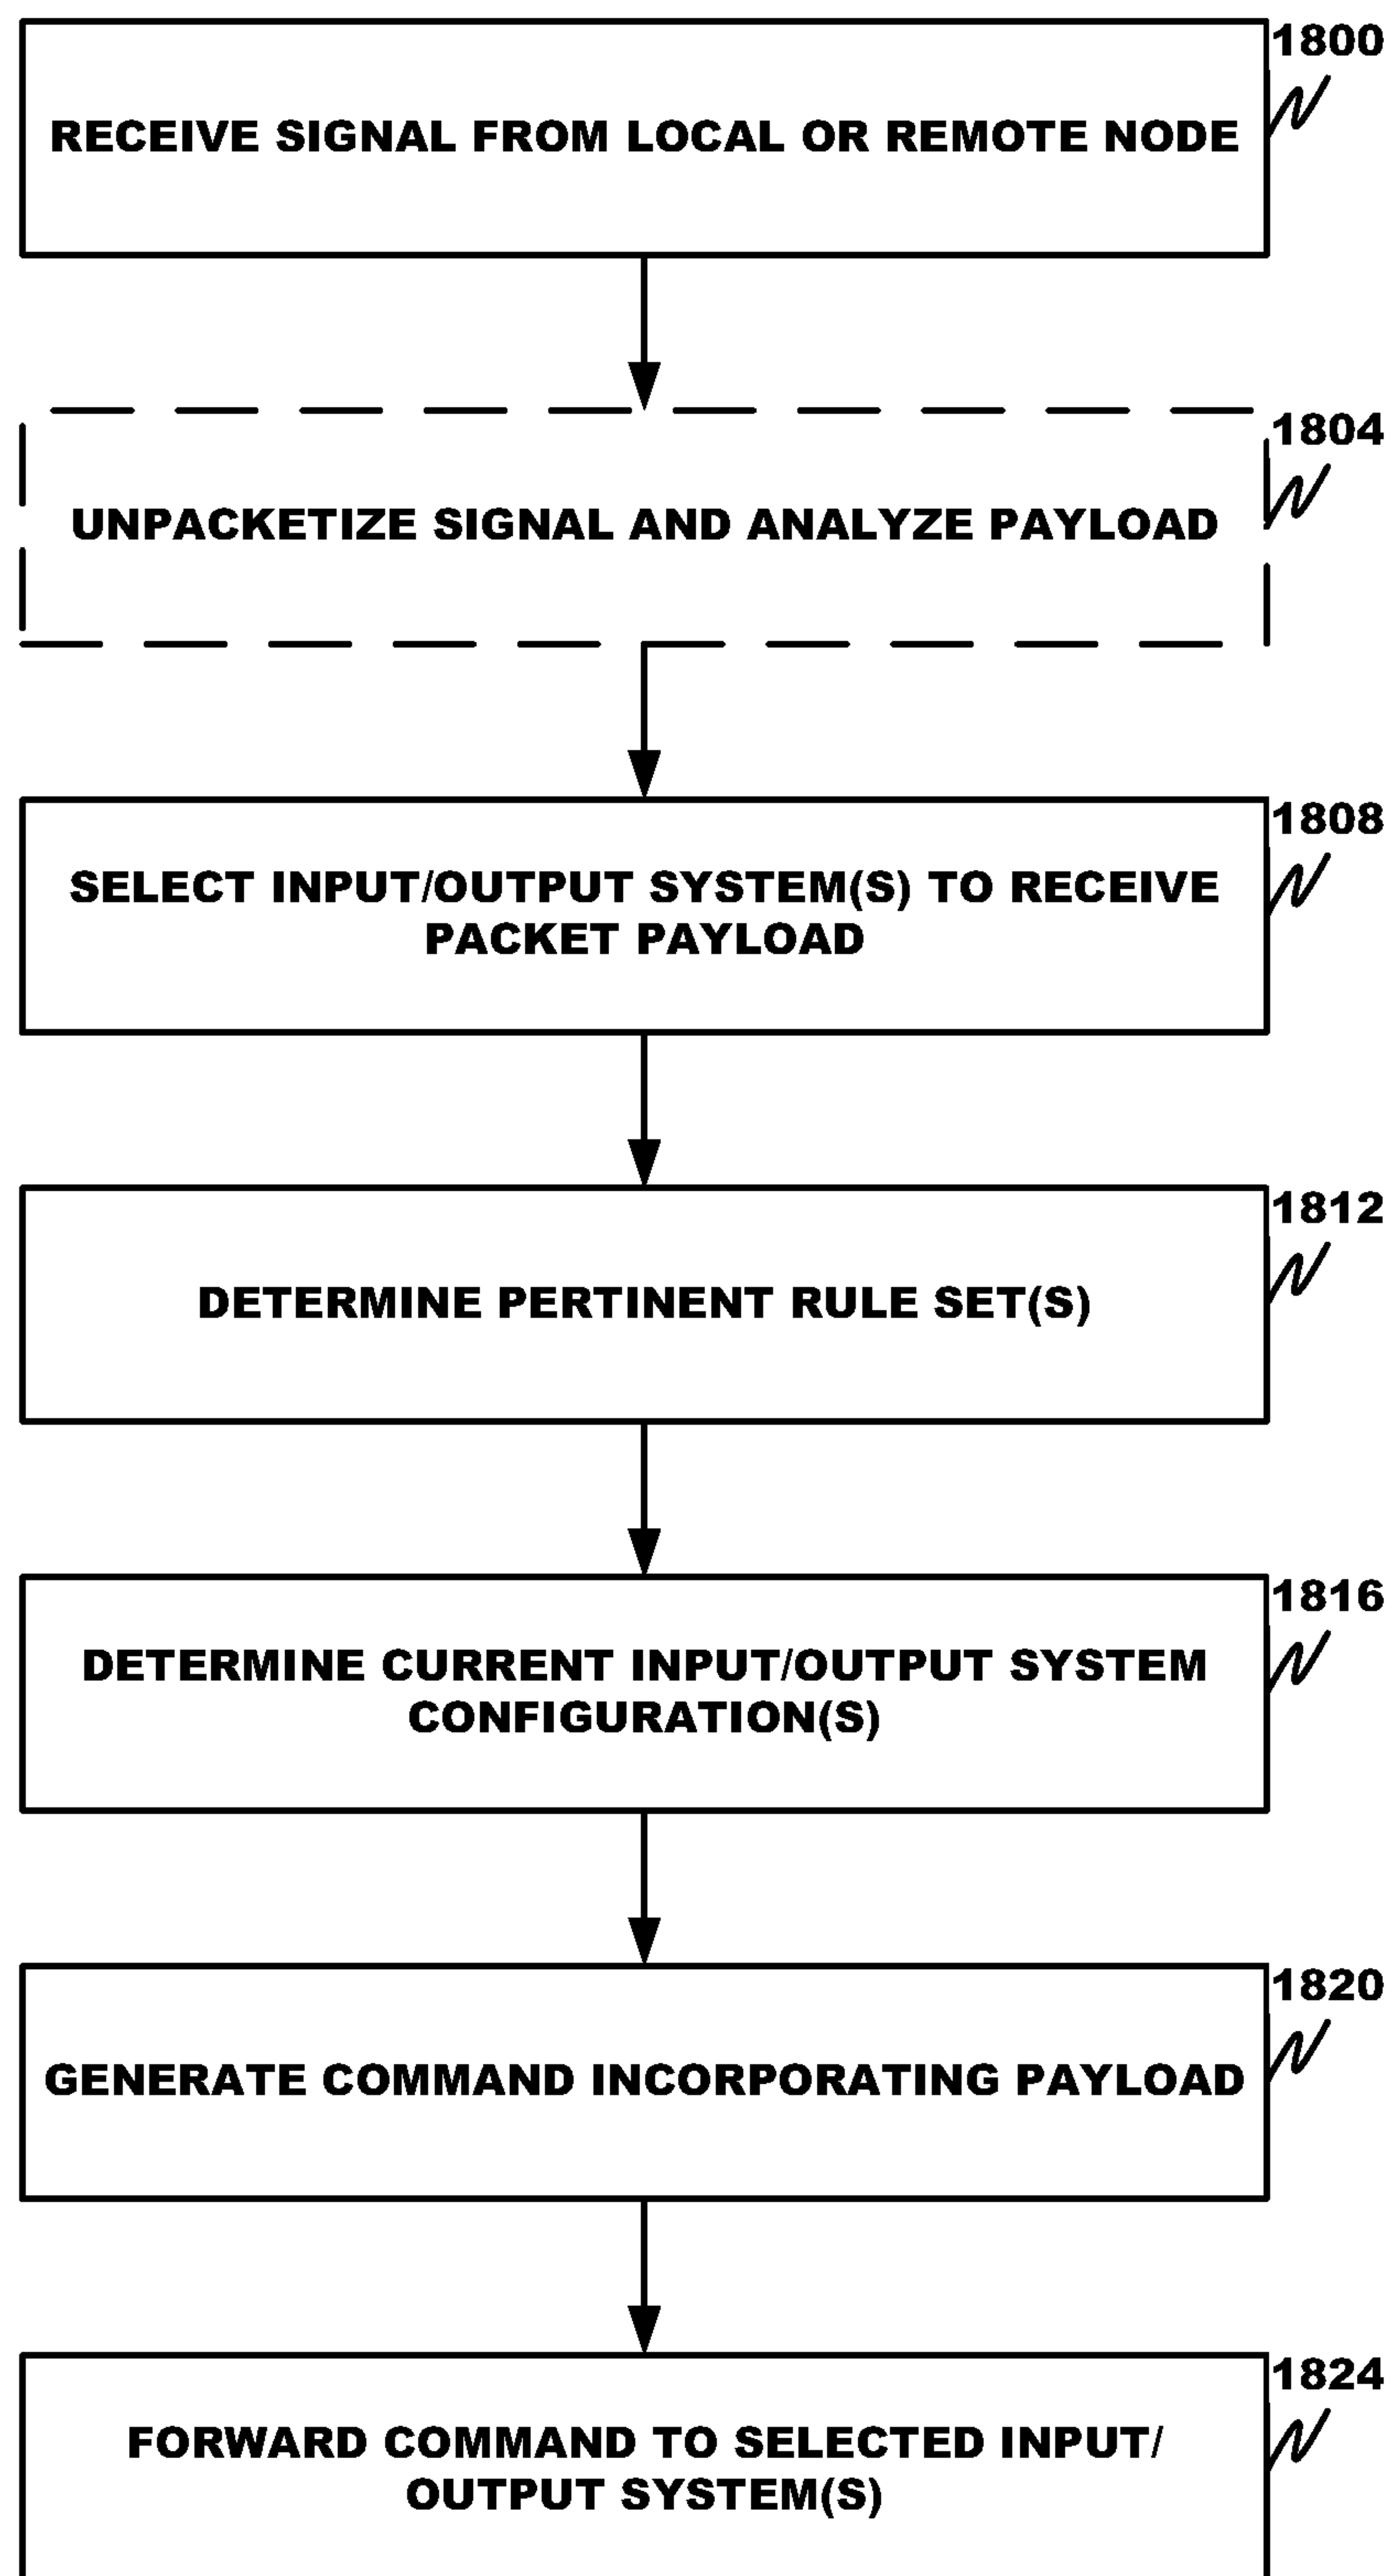 1800
RECEIVE SIGNAL FROM LOCAL OR REMOTE NODE
1804
UNPACKETIZE SIGNAL AND ANALYZE PAYLOAD
1808
SELECT INPUT/OUTPUT SYSTEM(S) TO RECEIVE
PACKET PAYLOAD
1812
DETERMINE PERTINENT RULE SET(S)
1816
DETERMINE CURRENT INPUT/OUTPUT SYSTEM
CONFIGURATION(S)
1820
GENERATE COMMAND INCORPORATING PAYLOAD
1824
FORWARD COMMAND TO SELECTED INPUT/
OUTPUT SYSTEM(S)